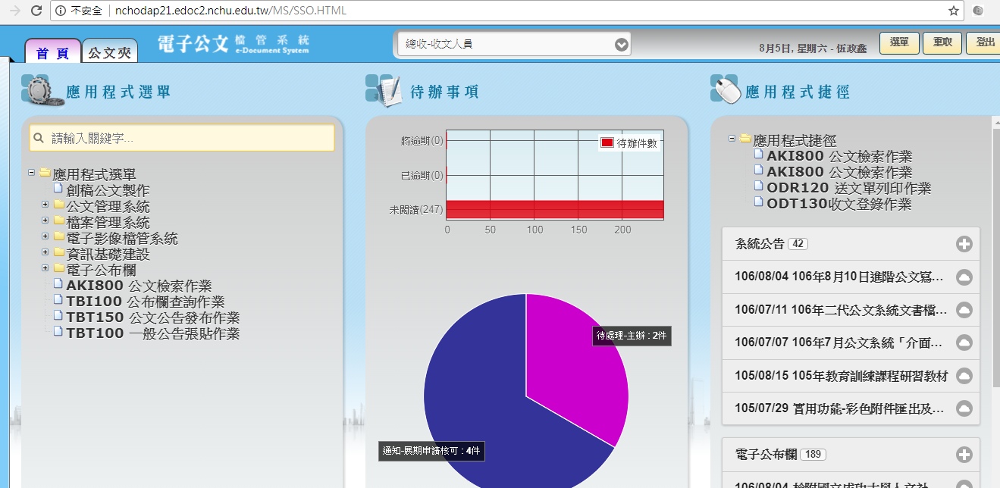 不安全 nchodap21.edoc2.nchu.edu.tw/MS/SSO.HTML
首頁
公文夾
電子公文 檔管系統
e-Document System
總收-收文人員
8月5日, 星期六 - 伍政鑫
選單
重取
登出
應用程式選單
請輸入關鍵字...
應用程式選單
創稿公文製作
公文管理系統
檔案管理系統
電子影像檔管系統
資訊基礎建設
電子公布欄
AKI800 公文檢索作業
TBI100 公布欄查詢作業
TBT150 公文公告發布作業
TBT100 一般公告張貼作業
待辦事項
將逾期(0)
已逾期(0)
未閱讀(247)
待辦件數
0 50 100 150 200
待處理-主辦 : 2件
通知-展期申請核可 : 4件
應用程式捷徑
應用程式捷徑
AKI800 公文檢索作業
AKI800 公文檢索作業
ODR120 送文單列印作業
ODT130收文登錄作業
系統公告 42
106/08/04 106年8月10日進階公文寫...
106/07/11 106年二代公文系統文書檔...
106/07/07 106年7月公文系統「介面...
105/08/15 105年教育訓練課程研習教材
105/07/29 實用功能-彩色附件匯出及...
電子公布欄 189
106/08/04 檢附國立成功大學人文社...